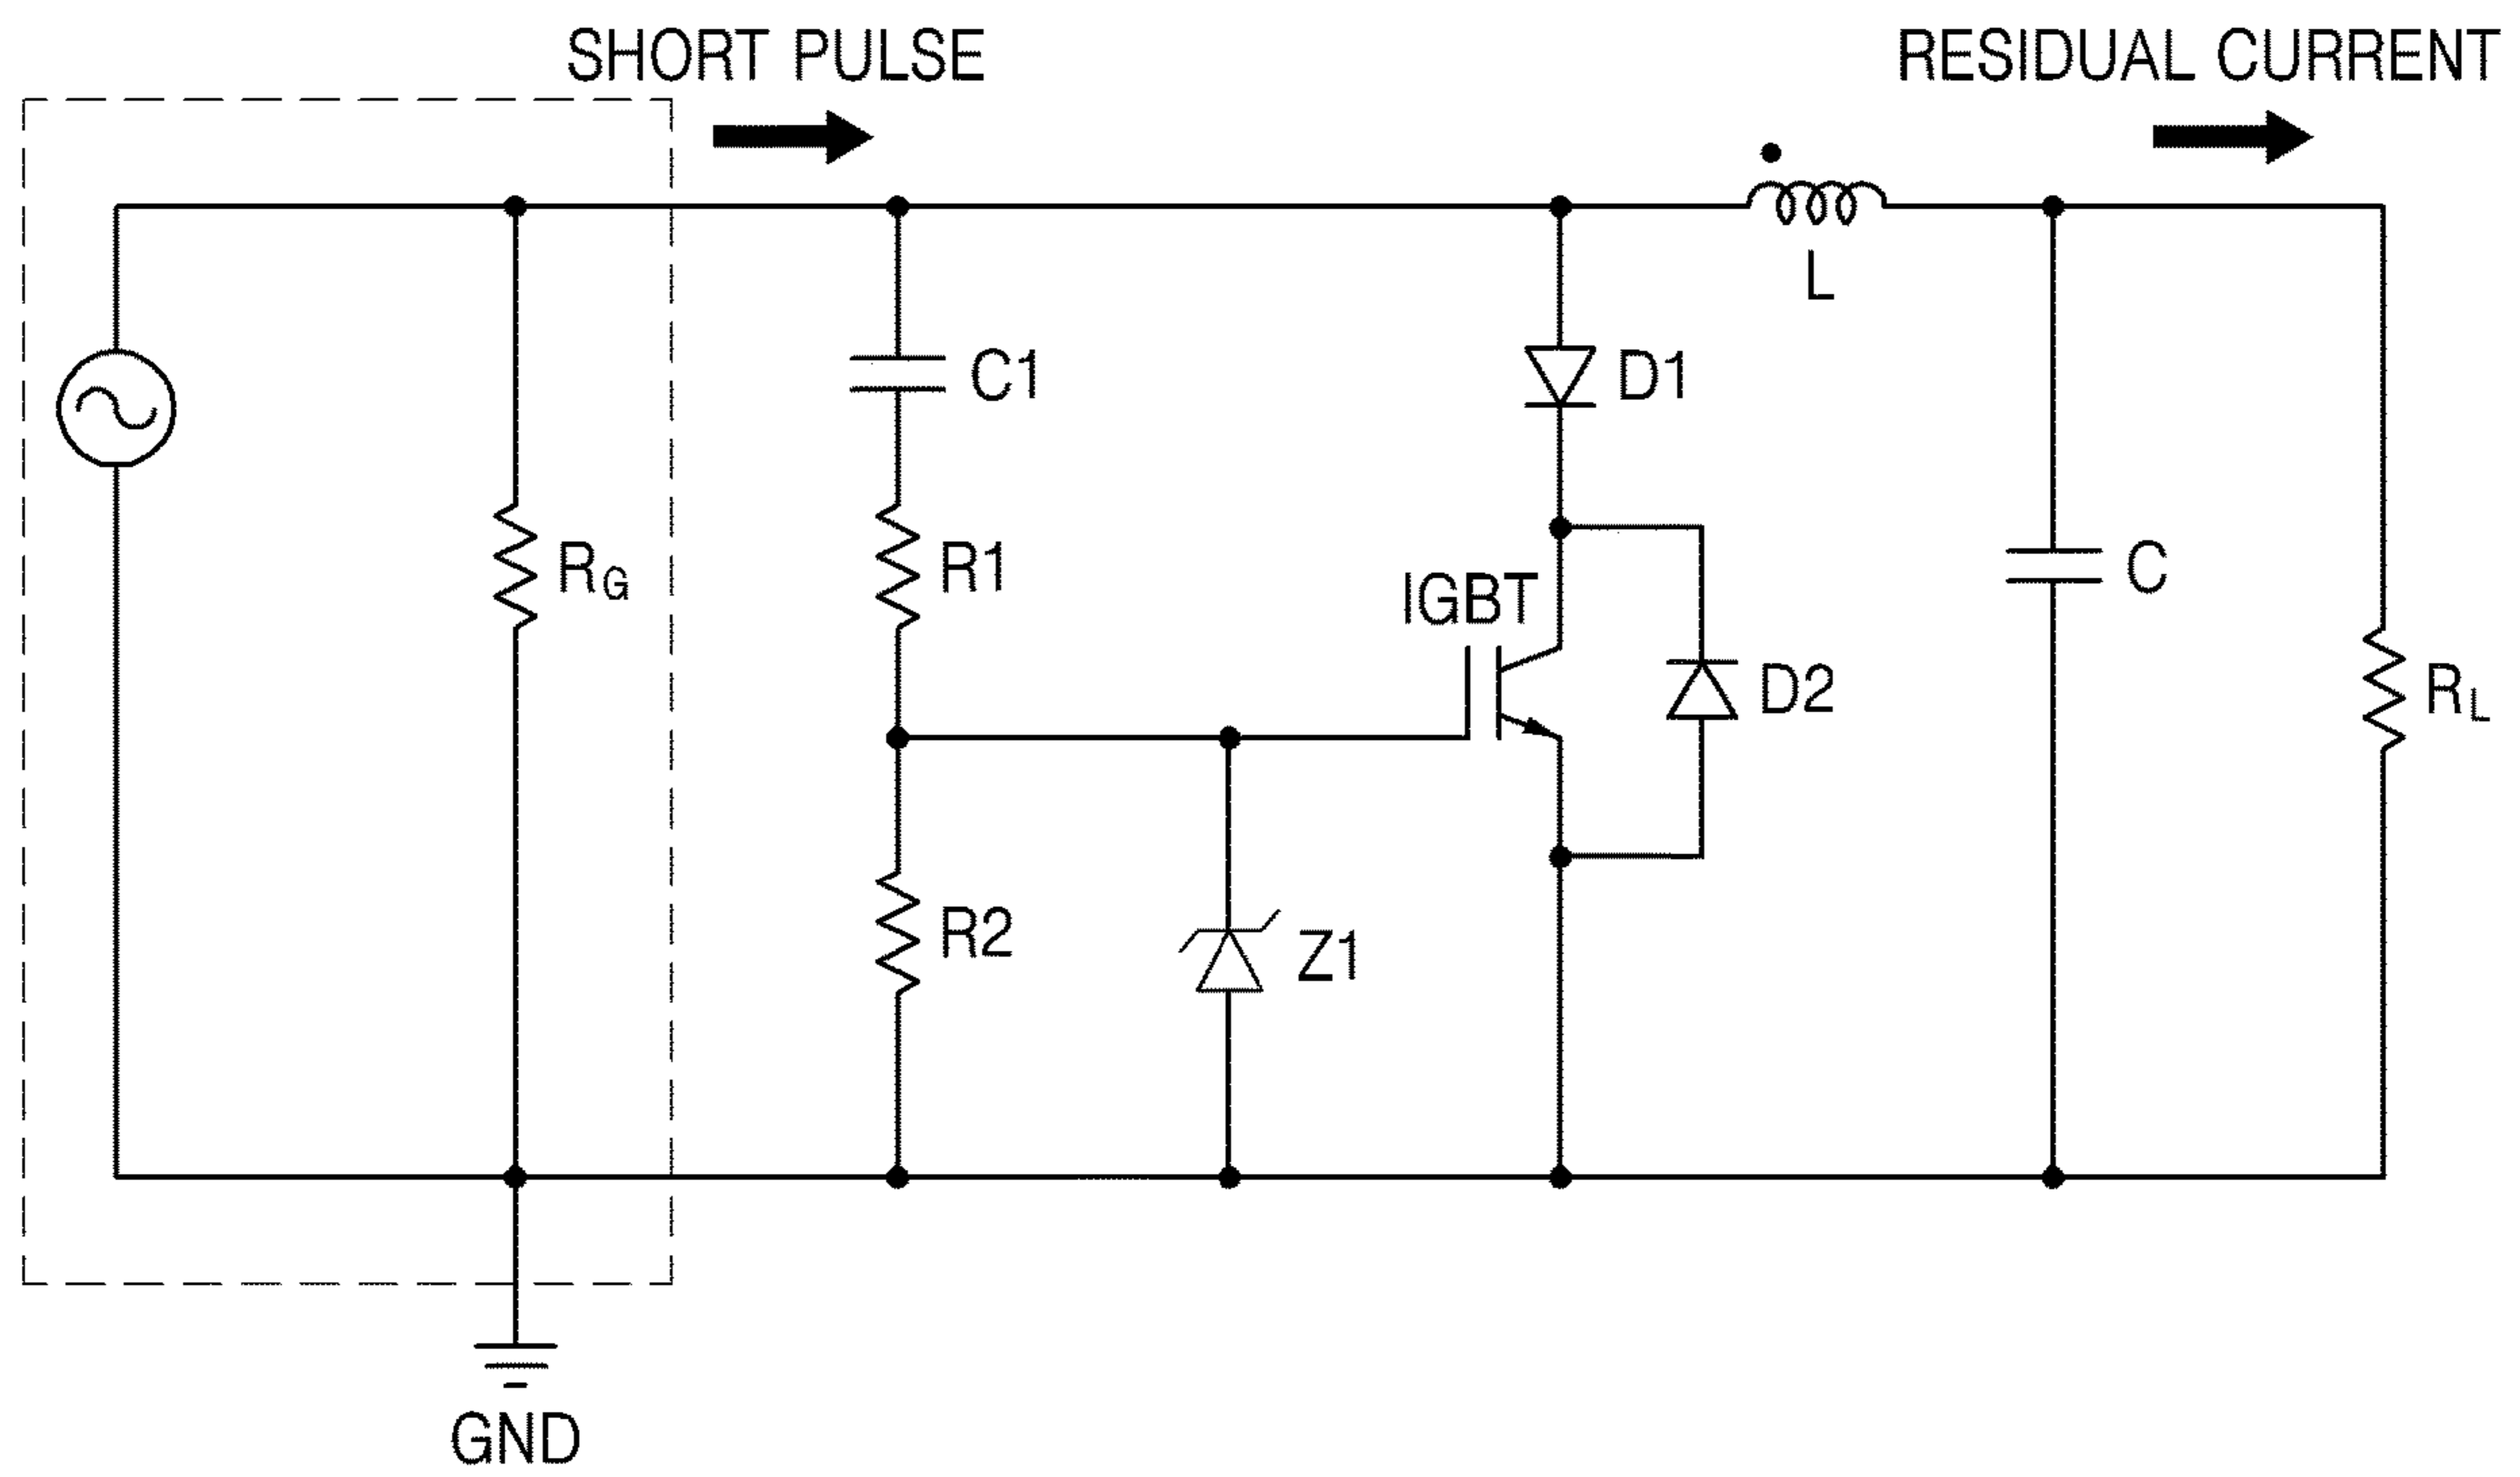 SHORT PULSE
RESIDUAL CURRENT
L
C1
D1
RG
R1
IGBT
C
D2
RL
R2
Z1
GND